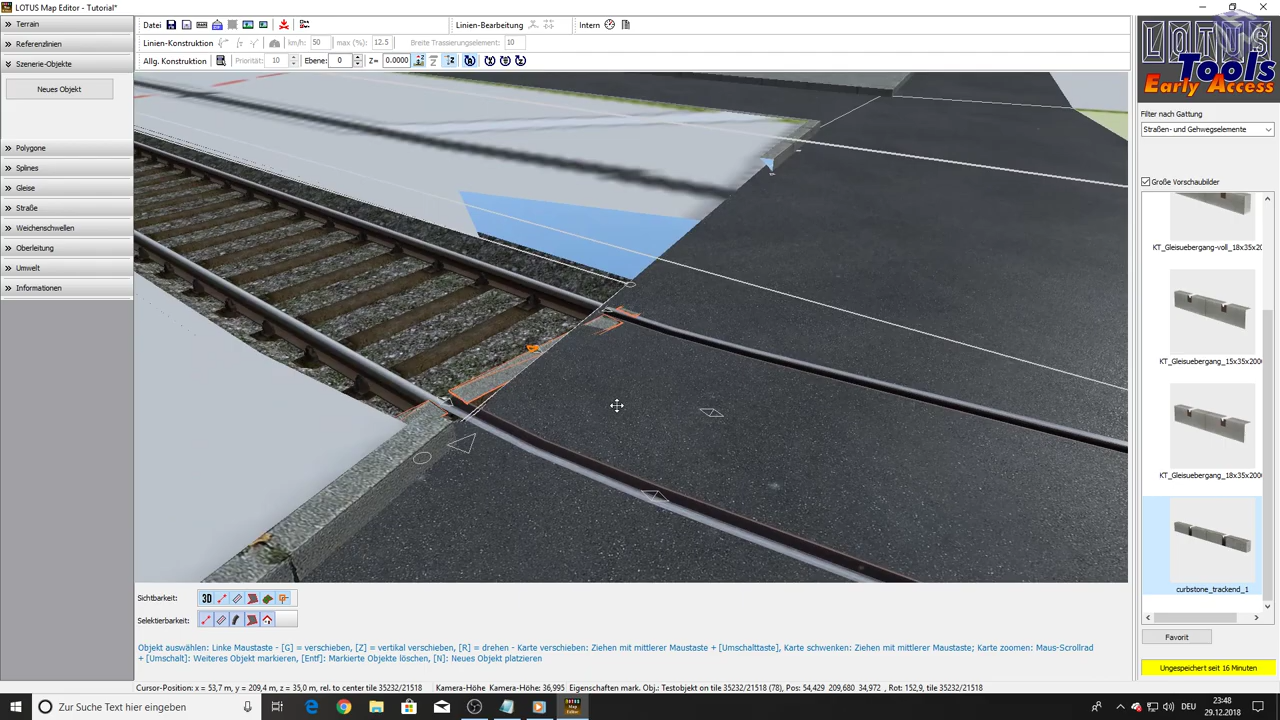 LOTUS Map Editor - Tutorial*
Terrain
Referenzlinien
Szenerie-Objekte
Neues Objekt
Polygone
Splines
Gleise
Straße
Weichenschwellen
Oberleitung
Umwelt
Informationen
Datei
Linien-Bearbeitung
Intern
Linien-Konstruktion
km/h: 50
max (%): 12.5
Breite Trassierungselement: 10
Allg. Konstruktion
Priorität: 10
Ebene: 0
Z= 0.0000
LOTUS
Tools
Early Access
Filter nach Gattung
Straßen- und Gehwegselemente
Große Vorschaubilder
KT_Gleisuebergang-voll_18x35x20
KT_Gleisuebergang_15x35x2000
KT_Gleisuebergang_18x35x2000
curbstone_trackend_1
Favorit
Ungespeichert seit 16 Minuten
Sichtbarkeit:
3D
Selektierbarkeit:
Objekt auswählen: Linke Maustaste - [G] = verschieben, [Z] = vertikal verschieben, [R] = drehen - Karte verschieben: Ziehen mit mittlerer Maustaste + [Umschalttaste], Karte schwenken: Ziehen mit mittlerer Maustaste; Karte zoomen: Maus-Scrollrad
+ [Umschalt]: Weiteres Objekt markieren, [Entf]: Markierte Objekte löschen, [N]: Neues Objekt platzieren
Cursor-Position: x = 53,7 m, y = 209,4 m, z = 35,0 m, rel. to center tile 35232/21518
Kamera-Höhe Kamera-Höhe: 36,995
Eigenschaften mark. Obj.: Testobjekt on tile 35232/21518 (78), Pos: 54,429 209,680 34,972 , Rot: 152,9, tile 35232/21518
Zur Suche Text hier eingeben
DEU
23:48
29.12.2018